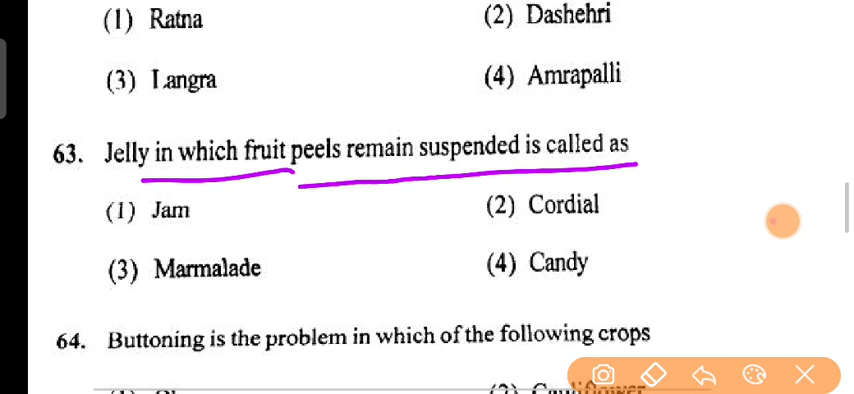 (1) Ratna (2) Dashehri
(3) Langra (4) Amrapalli
63. Jelly in which fruit peels remain suspended is called as
(1) Jam (2) Cordial
(3) Marmalade (4) Candy
64. Buttoning is the problem in which of the following crops
(2) Cauliflower